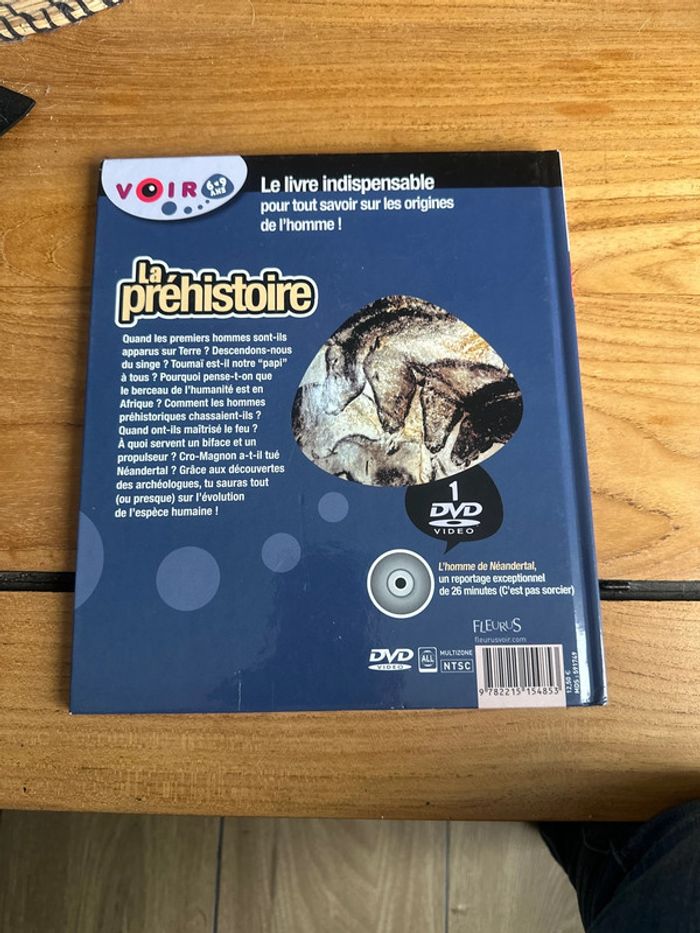 VOIR
6•9
ANS
Le livre indispensable
pour tout savoir sur les origines
de l'homme !
La
préhistoire
Quand les premiers hommes sont-ils
apparus sur Terre ? Descendons-nous
du singe ? Toumaï est-il notre “papi”
à tous ? Pourquoi pense-t-on que
le berceau de l'humanité est en
Afrique ? Comment les hommes
préhistoriques chassaient-ils ?
Quand ont-ils maîtrisé le feu ?
À quoi servent un biface et un
propulseur ? Cro-Magnon a-t-il tué
Néandertal ? Grâce aux découvertes
des archéologues, tu sauras tout
(ou presque) sur l'évolution
de l'espèce humaine !
1
DVD
VIDEO
L'homme de Néandertal,
un reportage exceptionnel
de 26 minutes (C'est pas sorcier)
FLEURUS
fleurusvoir.com
DVD
VIDEO
ALL
MULTIZONE
NTSC
9 782215 154853
12,50 €
MDS : 591769